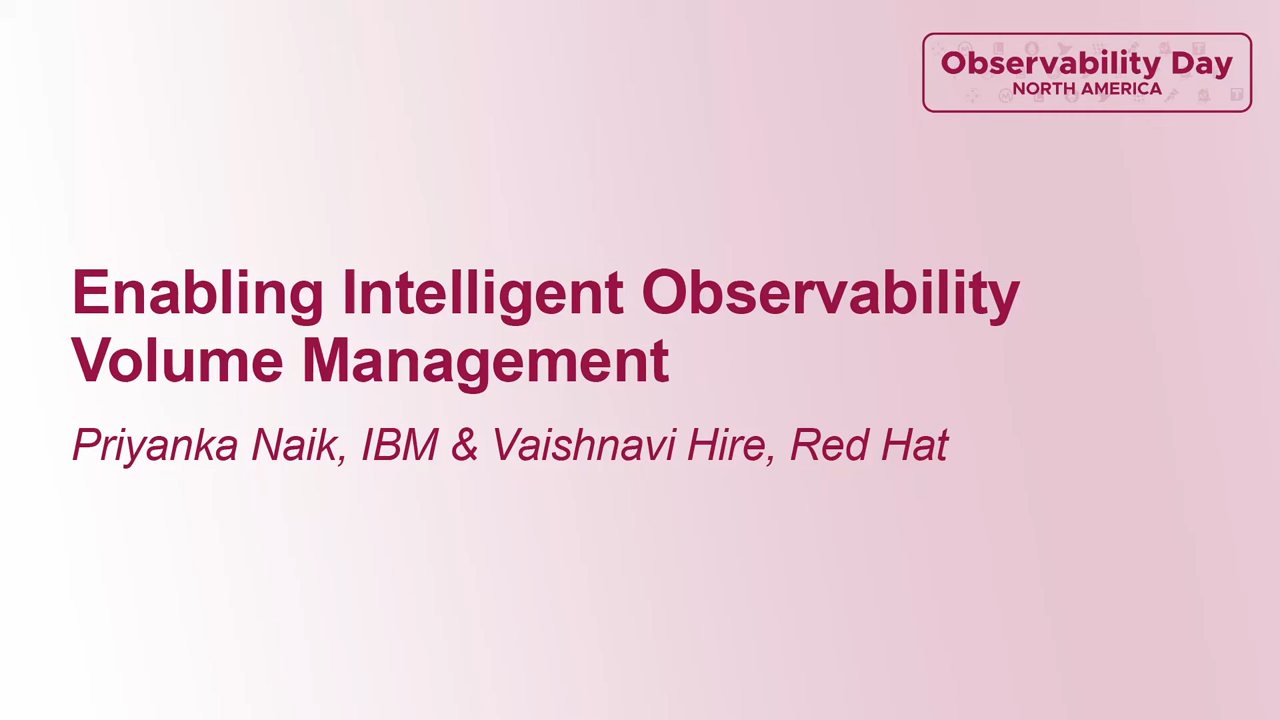 Observability Day
NORTH AMERICA
Enabling Intelligent Observability
Volume Management
Priyanka Naik, IBM & Vaishnavi Hire, Red Hat